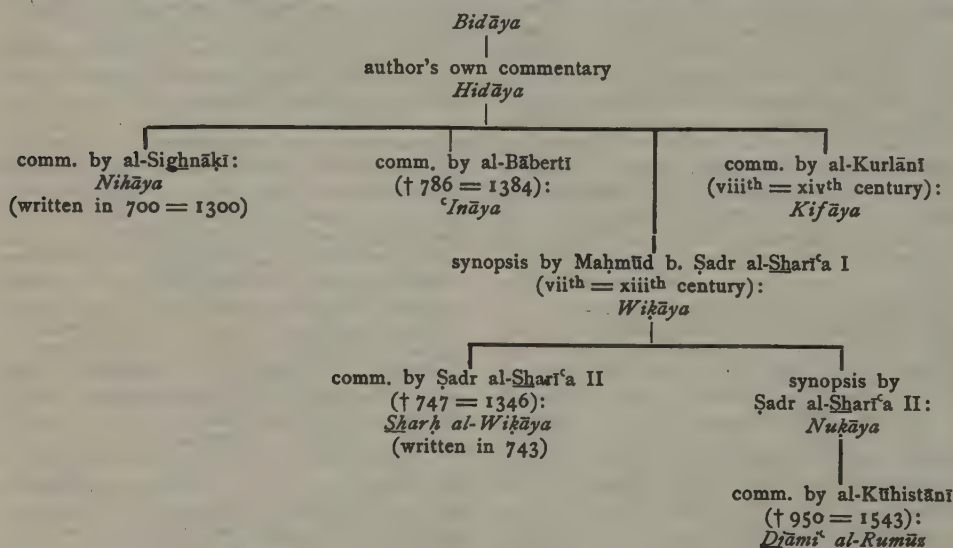 Bidāya
author's own commentary
Hidāya
comm. by al-Sighnāḳī:
Nihāya
(written in 700 = 1300)
comm. by al-Bābertī
(† 786 = 1384):
ʿInāya
comm. by al-Kurlānī
(viiith = xivth century):
Kifāya
synopsis by Maḥmūd b. Ṣadr al-Sharīʿa I
(viith = xiiith century):
Wiḳāya
comm. by Ṣadr al-Sharīʿa II
(† 747 = 1346):
Sharḥ al-Wiḳāya
(written in 743)
synopsis by
Ṣadr al-Sharīʿa II:
Nuḳāya
comm. by al-Kūhistānī
(† 950 = 1543):
Djāmiʿ al-Rumūz